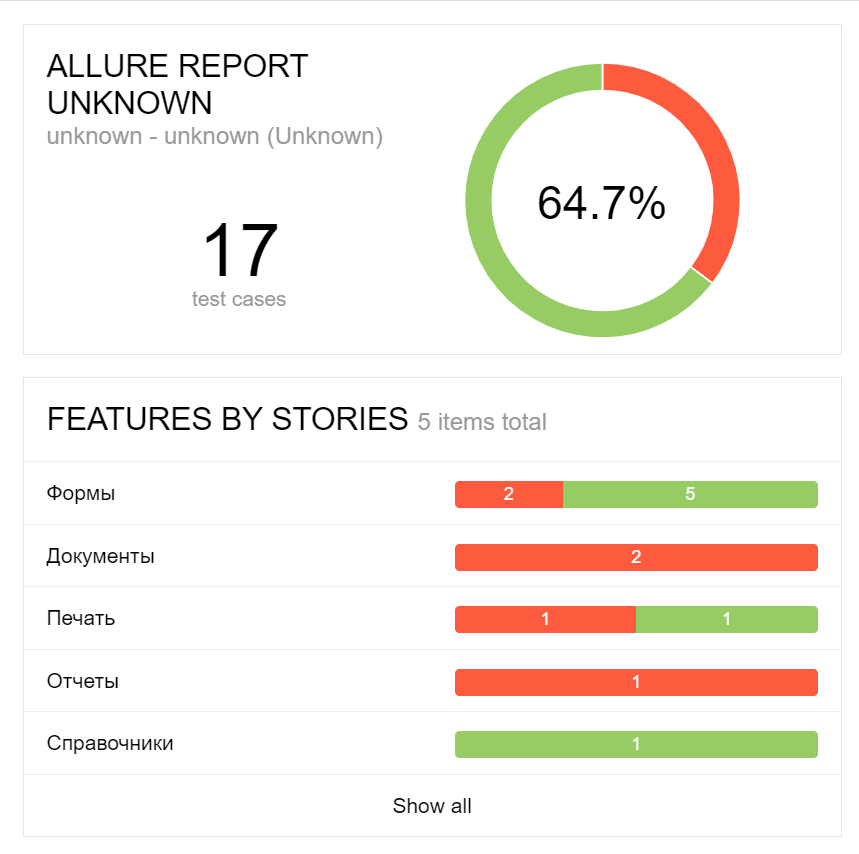 ALLURE REPORT
UNKNOWN
unknown - unknown (Unknown)
17
test cases
64.7%
FEATURES BY STORIES 5 items total
Формы 2 5
Документы 2
Печать 1 1
Отчеты 1
Справочники 1
Show all